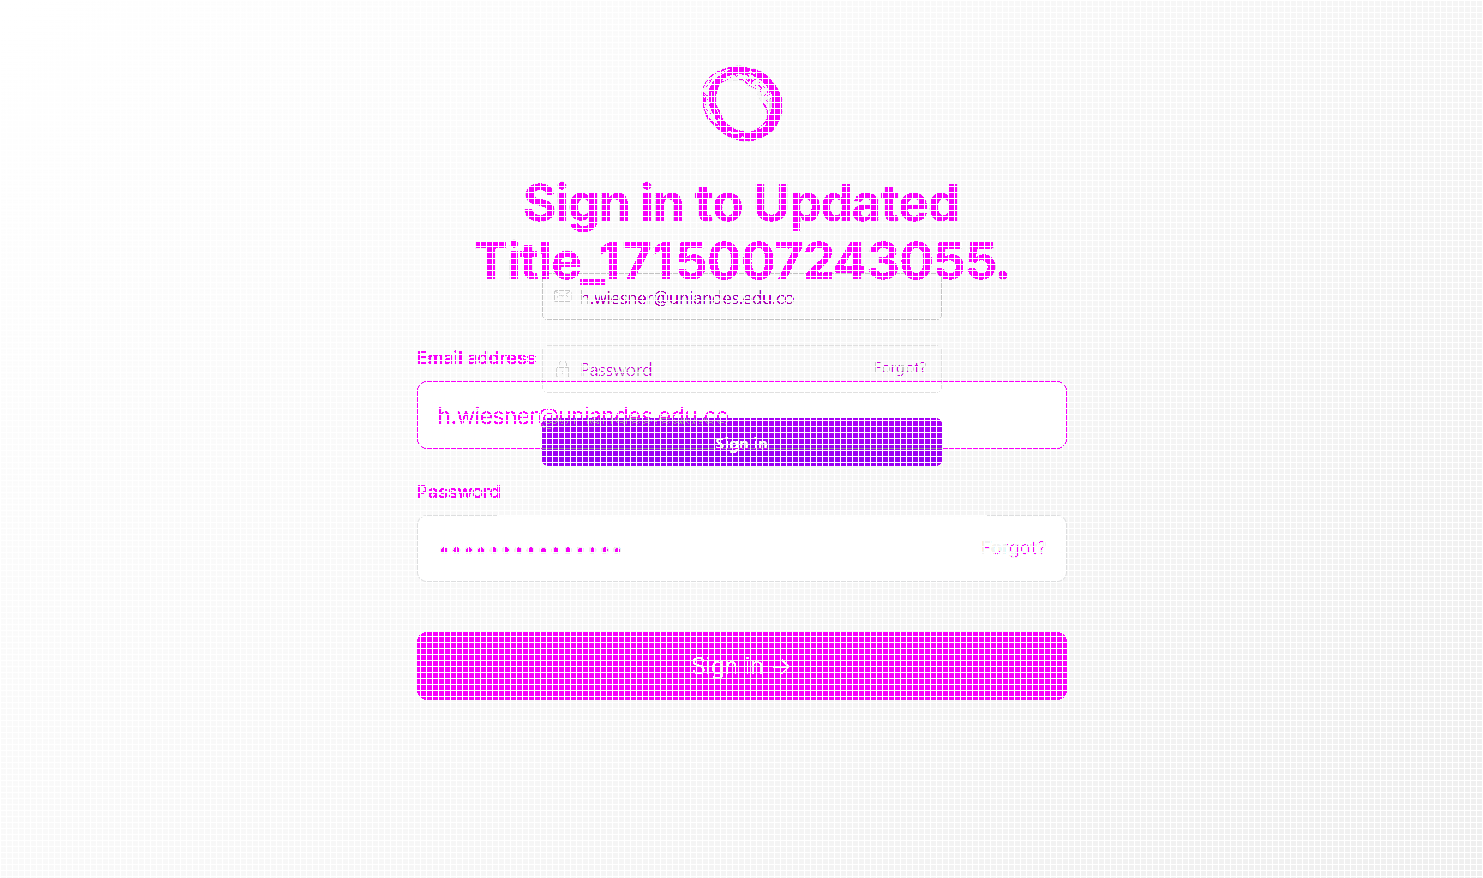 Sign in to Updated
Title_1715007243055.
h.wiesner@uniandes.edu.co
Email address
Password
Forgot?
h.wiesner@uniandes.edu.co
Sign in
Password
•••••••••••••••
Forgot?
Sign in →